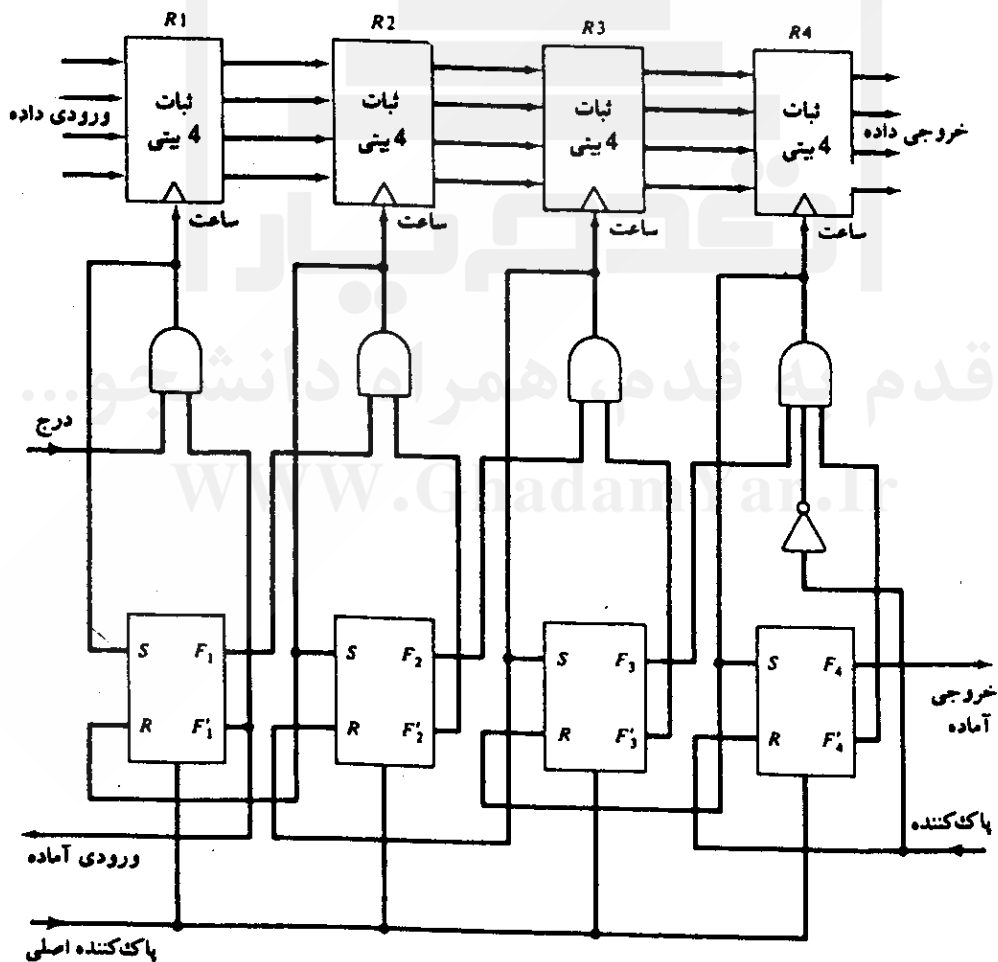 R1
R2
R3
R4
ورودی داده
ثبات
4 بیتی
ثبات
4 بیتی
ثبات
4 بیتی
ثبات
4 بیتی
خروجی داده
ساعت
ساعت
ساعت
ساعت
قدم به قدم، همراه دانشجو...
درج
WWW.GhadamYar.Ir
S F₁
R F'₁
S F₂
R F'₂
S F₃
R F'₃
S F₄
R F'₄
خروجی
آماده
ورودی آماده
پاک‌کننده
پاک‌کننده اصلی